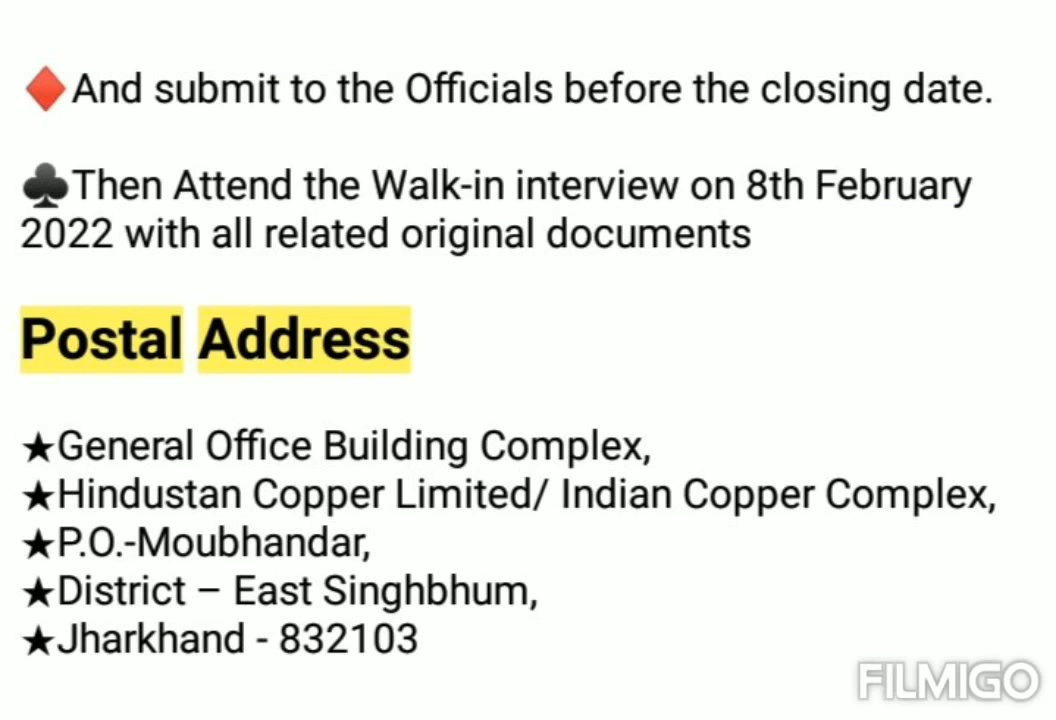 ♦️And submit to the Officials before the closing date.
♣️Then Attend the Walk-in interview on 8th February
2022 with all related original documents
Postal Address
★General Office Building Complex,
★Hindustan Copper Limited/ Indian Copper Complex,
★P.O.-Moubhandar,
★District – East Singhbhum,
★Jharkhand - 832103
FILMIGO